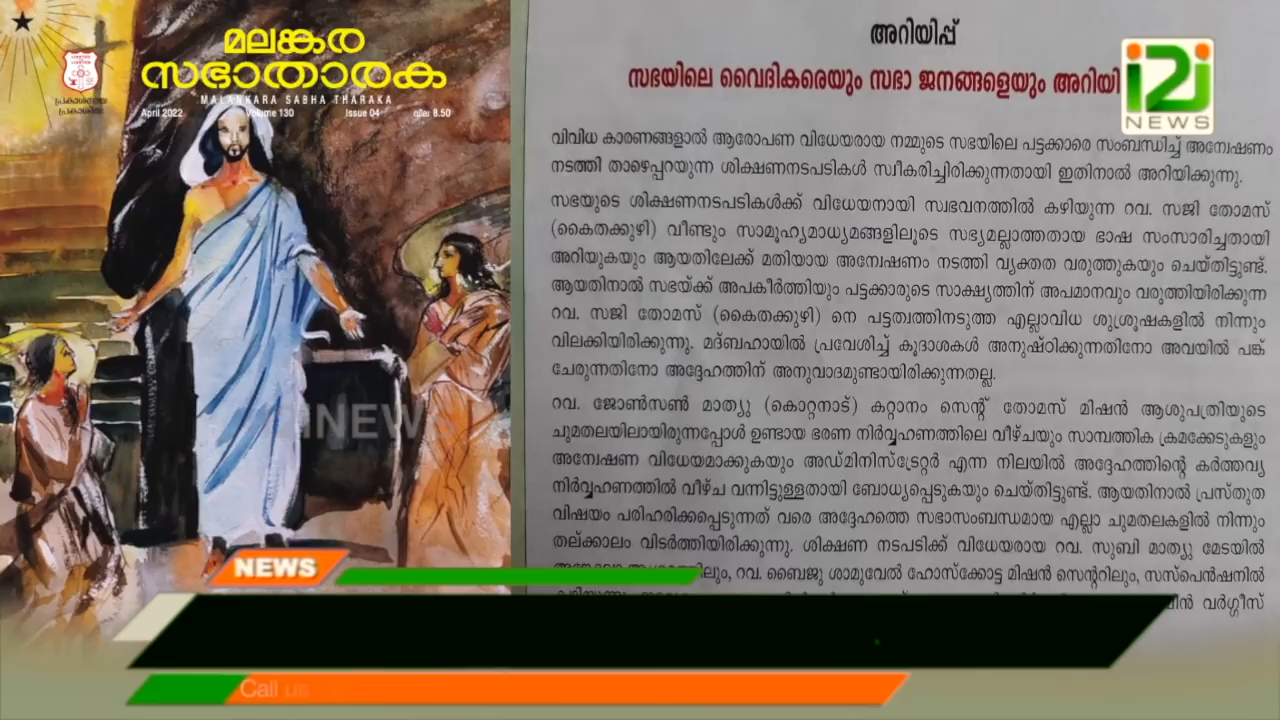 മലങ്കര
സഭാതാരക
MALANKARA SABHA THARAKA
April 2022 Volume 130 Issue 04 വില 8.50
പ്രകാശിതരായ
പ്രകാശിപ്പിൻ
അറിയിപ്പ്
സഭയിലെ വൈദികരെയും സഭാ ജനങ്ങളെയും
i2i
NEWS
വിവിധ കാരണങ്ങളാൽ ആരോപണ വിധേയരായ നമ്മുടെ സഭയിലെ പട്ടക്കാരെ സംബന്ധിച്ച് അന്വേഷണം
നടത്തി താഴെപ്പറയുന്ന ശിക്ഷണനടപടികൾ സ്വീകരിച്ചിരിക്കുന്നതായി ഇതിനാൽ അറിയിക്കുന്നു.
സഭയുടെ ശിക്ഷണനടപടികൾക്ക് വിധേയനായി സ്വഭവനത്തിൽ കഴിയുന്ന റവ. സജി തോമസ്
(കൈതക്കുഴി) വീണ്ടും സാമൂഹ്യമാധ്യമങ്ങളിലൂടെ സഭ്യമല്ലാത്തതായ ഭാഷ സംസാരിച്ചതായി
അറിയുകയും ആയതിലേക്ക് മതിയായ അന്വേഷണം നടത്തി വ്യക്തത വരുത്തുകയും ചെയ്തിട്ടുണ്ട്.
ആയതിനാൽ സഭയ്ക്ക് അപകീർത്തിയും പട്ടക്കാരുടെ സാക്ഷ്യത്തിന് അപമാനവും വരുത്തിയിരിക്കുന്ന
റവ. സജി തോമസ് (കൈതക്കുഴി) നെ പട്ടത്വത്തിനടുത്ത എല്ലാവിധ ശുശ്രൂഷകളിൽ നിന്നും
വിലക്കിയിരിക്കുന്നു. മദ്ബഹായിൽ പ്രവേശിച്ച് കൂദാശകൾ അനുഷ്ഠിക്കുന്നതിനോ അവയിൽ പങ്ക്
ചേരുന്നതിനോ അദ്ദേഹത്തിന് അനുവാദമുണ്ടായിരിക്കുന്നതല്ല.
റവ. ജോൺസൺ മാത്യു (കൊറ്റനാട്) കറ്റാനം സെന്റ് തോമസ് മിഷൻ ആശുപത്രിയുടെ
ചുമതലയിലായിരുന്നപ്പോൾ ഉണ്ടായ ഭരണ നിർവ്വഹണത്തിലെ വീഴ്ചയും സാമ്പത്തിക ക്രമക്കേടുകളും
അന്വേഷണ വിധേയമാക്കുകയും അഡ്മിനിസ്ട്രേറ്റർ എന്ന നിലയിൽ അദ്ദേഹത്തിന്റെ കർത്തവ്യ
നിർവ്വഹണത്തിൽ വീഴ്ച വന്നിട്ടുള്ളതായി ബോധ്യപ്പെടുകയും ചെയ്തിട്ടുണ്ട്. ആയതിനാൽ പ്രസ്തുത
വിഷയം പരിഹരിക്കപ്പെടുന്നത് വരെ അദ്ദേഹത്തെ സഭാസംബന്ധമായ എല്ലാ ചുമതലകളിൽ നിന്നും
തല്ക്കാലം വിടർത്തിയിരിക്കുന്നു. ശിക്ഷണ നടപടിക്ക് വിധേയരായ റവ. സുബി മാത്യു മേടയിൽ
റവ. ബൈജു ശാമുവേൽ ഹോസ്ക്കോട്ട മിഷൻ സെന്ററിലും, സസ്പെൻഷനിൽ
വർഗ്ഗീസ്
NEWS
Call us